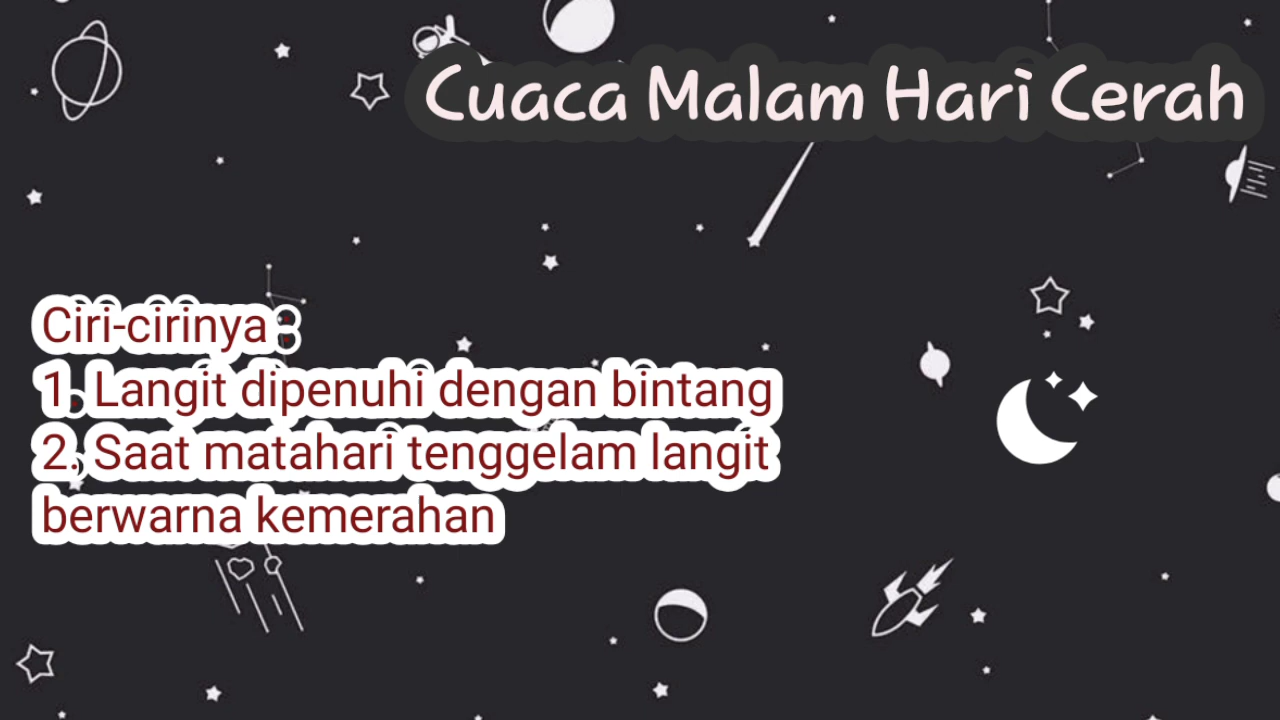 Cuaca Malam Hari Cerah
Ciri-cirinya :
1. Langit dipenuhi dengan bintang
2. Saat matahari tenggelam langit
berwarna kemerahan